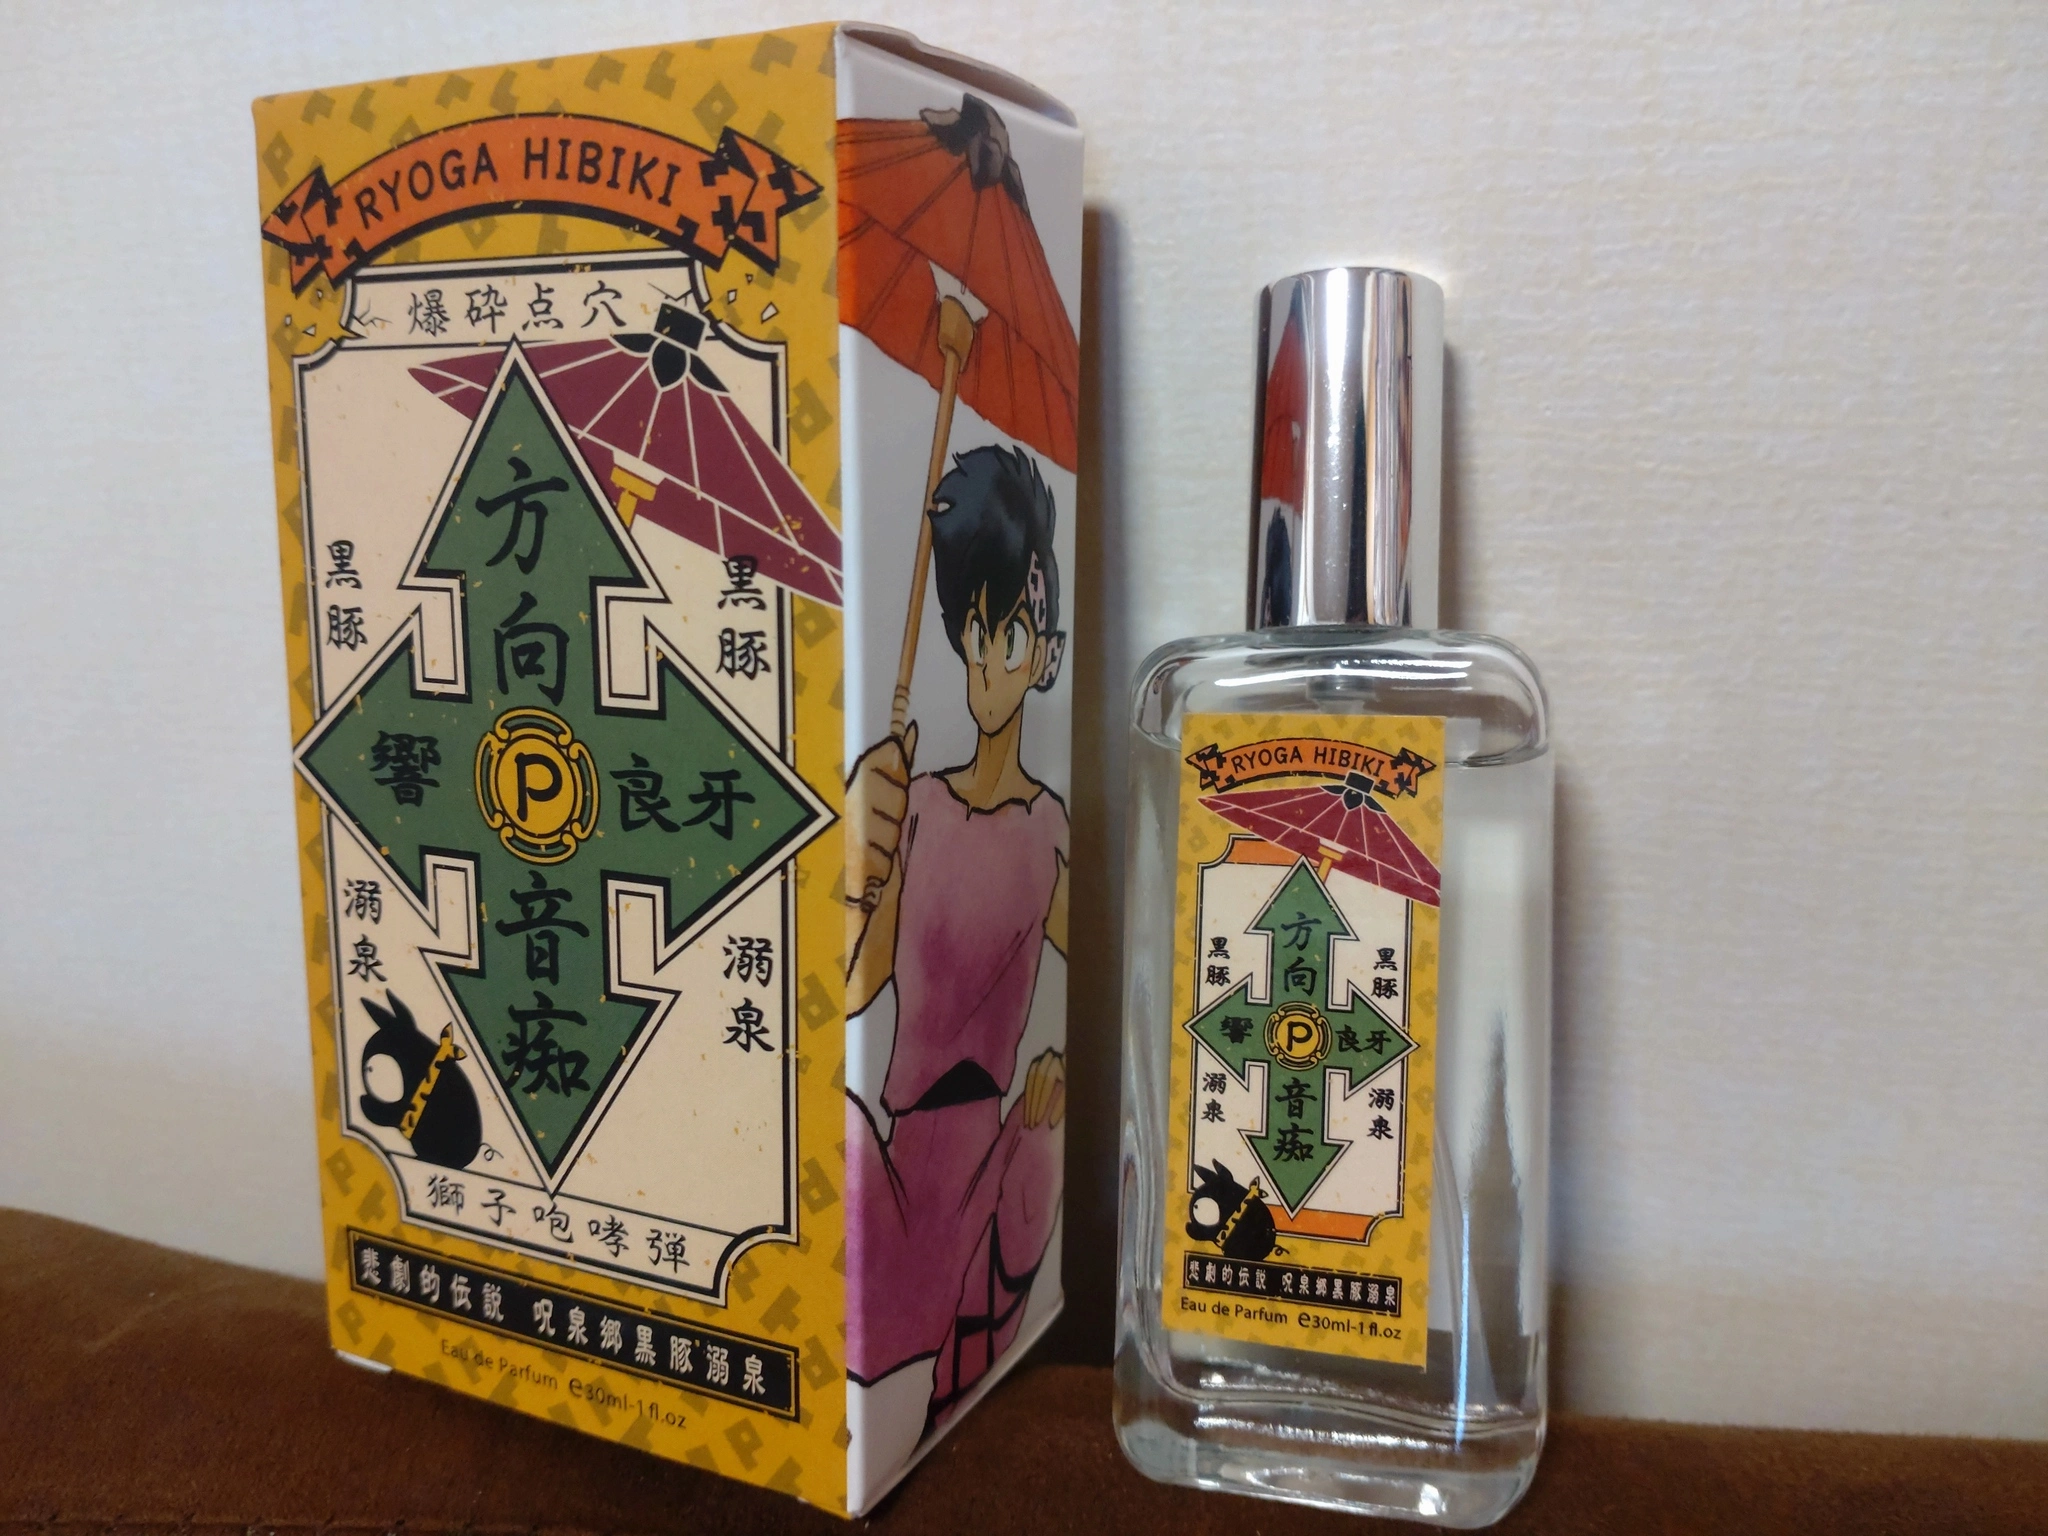 RYOGA HIBIKI
爆砕点穴
方向音痴
響 P 良牙
黒豚溺泉
黒豚溺泉
獅子咆哮弾
悲劇的伝説 呪泉郷黒豚溺泉
Eau de Parfum e30ml-1fl.oz
RYOGA HIBIKI
方向音痴
響 P 良牙
黒豚溺泉
黒豚溺泉
悲劇的伝説 呪泉郷黒豚溺泉
Eau de Parfum e30ml-1fl.oz